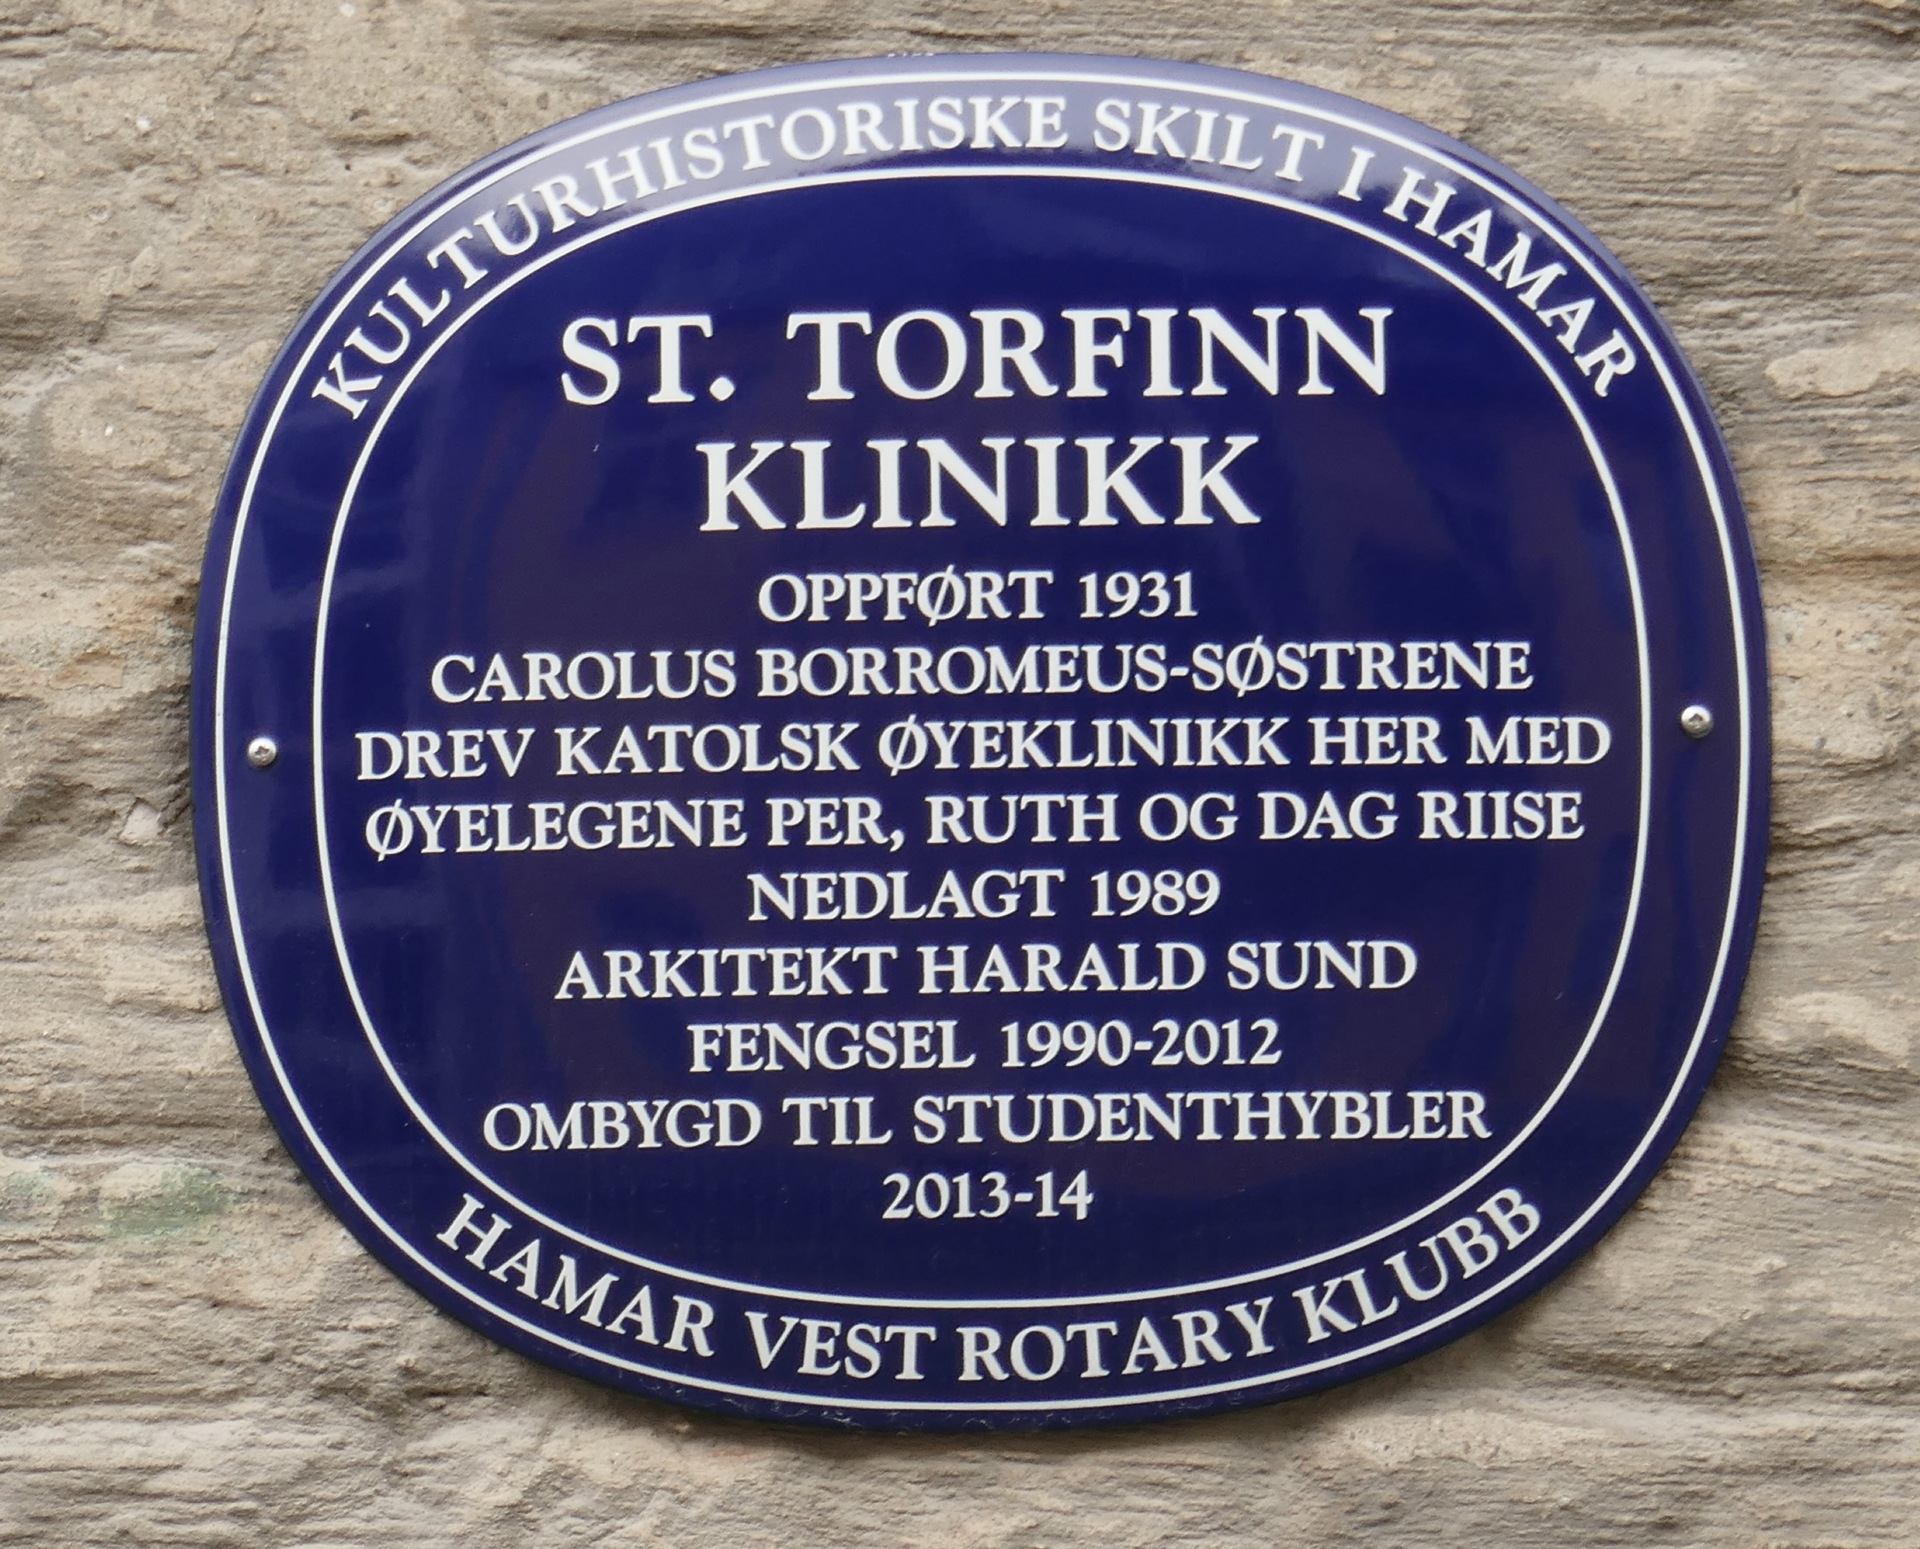 KULTURHISTORISKE SKILT I HAMAR
ST. TORFINN
KLINIKK
OPPFØRT 1931
CAROLUS BORROMEUS-SØSTRENE
DREV KATOLSK ØYEKLINIKK HER MED
ØYELEGENE PER, RUTH OG DAG RIISE
NEDLAGT 1989
ARKITEKT HARALD SUND
FENGSEL 1990-2012
OMBYGD TIL STUDENTHYBLER
2013-14
HAMAR VEST ROTARY KLUBB